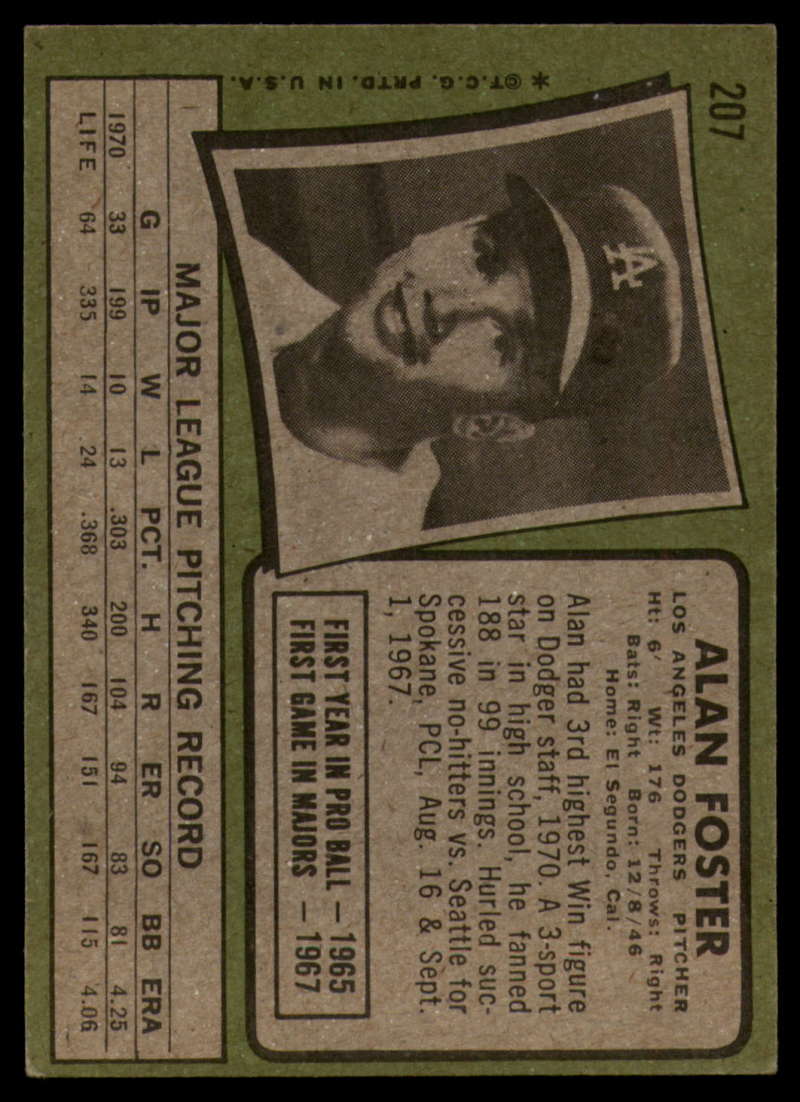 207
✶©T.C.G. PRTD. IN U.S.A.
LA
ALAN FOSTER
LOS ANGELES DODGERS PITCHER
Ht: 6' Wt: 176 Throws: Right
Bats: Right Born: 12/8/46
Home: El Segundo, Cal.
Alan had 3rd highest Win figure
on Dodger staff, 1970. A 3-sport
star in high school, he fanned
188 in 99 innings. Hurled suc-
cessive no-hitters vs. Seattle for
Spokane, PCL, Aug. 16 & Sept.
1, 1967.
FIRST YEAR IN PRO BALL — 1965
FIRST GAME IN MAJORS — 1967
MAJOR LEAGUE PITCHING RECORD
G IP W L PCT. H R ER SO BB ERA
1970 33 199 10 13 .303 200 104 94 83 81 4.25
LIFE 64 335 14 24 .368 340 167 151 167 115 4.06